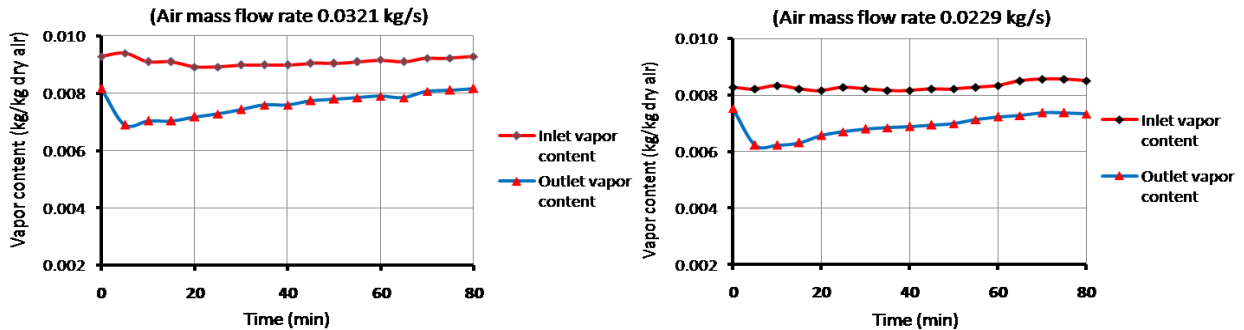 (Air mass flow rate 0.0321 kg/s)
Vapor content (kg/kg dry air)
0.010
0.008
0.006
0.004
0.002
0 20 40 60 80
Time (min)
Inlet vapor
content
Outlet vapor
content
(Air mass flow rate 0.0229 kg/s)
Vapor content (kg/kg dry air)
0.010
0.008
0.006
0.004
0.002
0 20 40 60 80
Time (min)
Inlet vapor
content
Outlet vapor
content